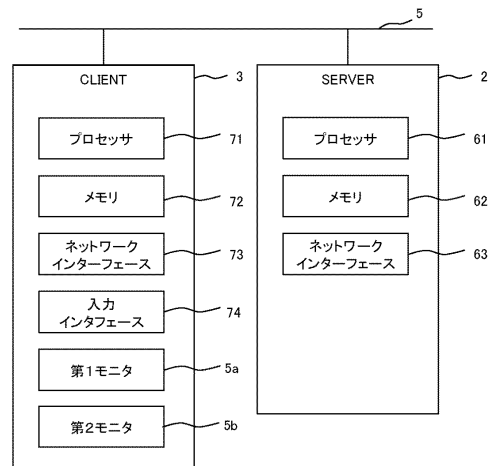 5
CLIENT
3
プロセッサ
71
メモリ
72
ネットワーク
インターフェース
73
入力
インタフェース
74
第1モニタ
5a
第2モニタ
5b
SERVER
2
プロセッサ
61
メモリ
62
ネットワーク
インターフェース
63